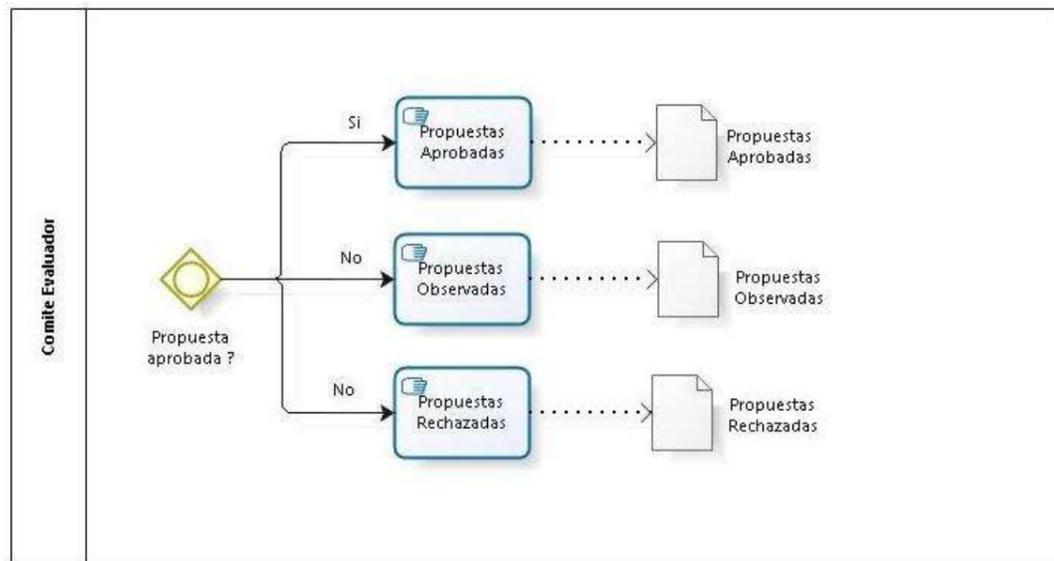 Comite Evaluador
Propuesta
aprobada ?
Si
Propuestas
Aprobadas
Propuestas
Aprobadas
No
Propuestas
Observadas
Propuestas
Observadas
No
Propuestas
Rechazadas
Propuestas
Rechazadas